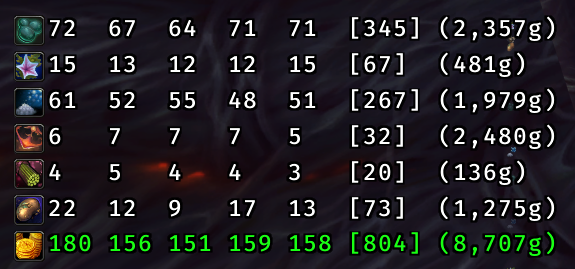 72 67 64 71 71 [345] (2,357g)
15 13 12 12 15 [67] (481g)
61 52 55 48 51 [267] (1,979g)
6 7 7 7 5 [32] (2,480g)
4 5 4 4 3 [20] (136g)
22 12 9 17 13 [73] (1,275g)
180 156 151 159 158 [804] (8,707g)